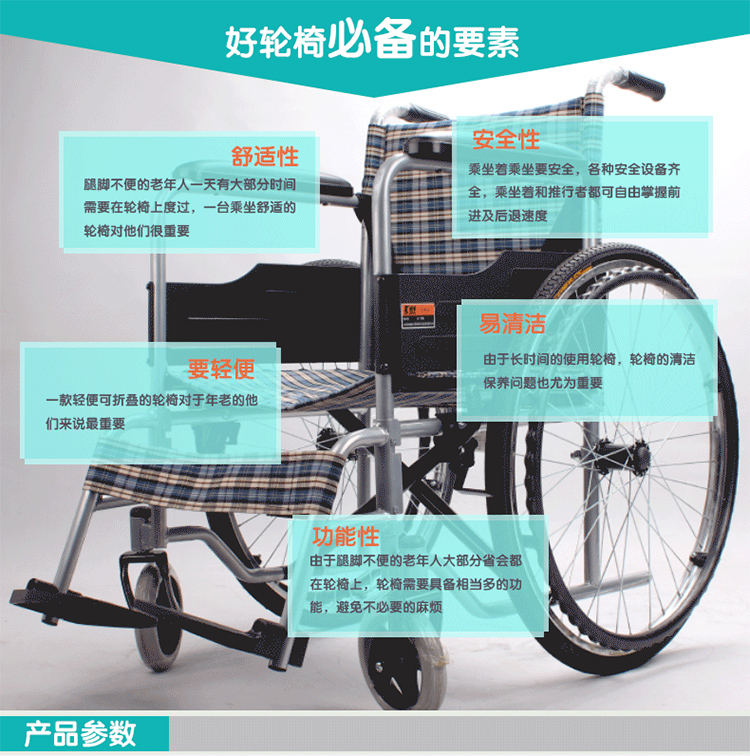 好轮椅必备的要素
舒适性
腿脚不便的老年人一天有大部分时间
需要在轮椅上度过，一台乘坐舒适的
轮椅对他们很重要
安全性
乘坐着乘坐要安全，各种安全设备齐
全，乘坐着和推行者都可自由掌握前
进及后退速度
易清洁
由于长时间的使用轮椅，轮椅的清洁
保养问题也尤为重要
要轻便
一款轻便可折叠的轮椅对于年老的他
们来说最重要
功能性
由于腿脚不便的老年人大部分省会都
在轮椅上，轮椅需要具备相当多的功
能，避免不必要的麻烦
产品参数